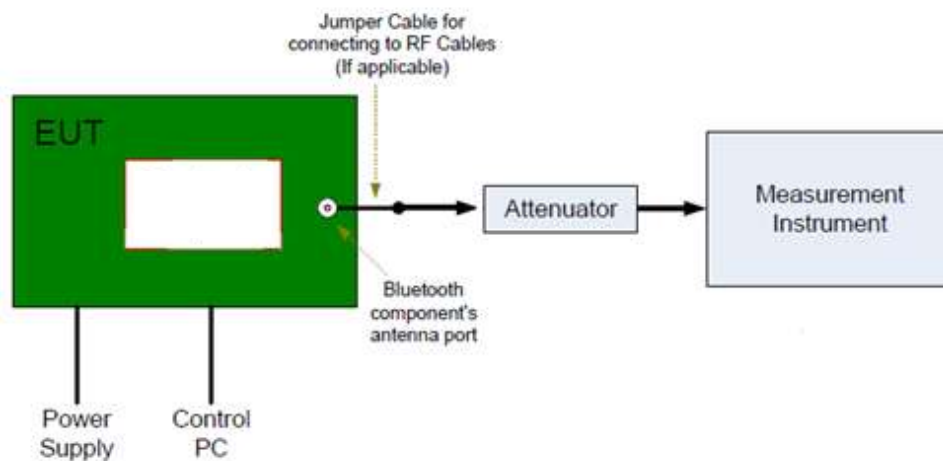 Jumper Cable for
connecting to RF Cables
(If applicable)
EUT
Attenuator
Measurement
Instrument
Bluetooth
component's
antenna port
Power
Supply
Control
PC